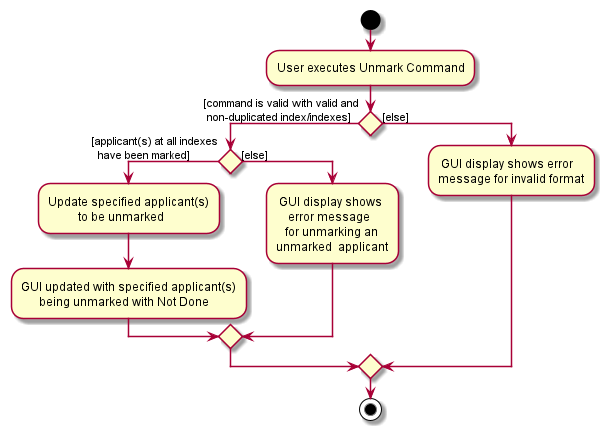 User executes Unmark Command
[command is valid with valid and
non-duplicated index/indexes]
[else]
[applicant(s) at all indexes
have been marked]
[else]
GUI display shows error
message for invalid format
Update specified applicant(s)
to be unmarked
GUI display shows
error message
for unmarking an
unmarked applicant
GUI updated with specified applicant(s)
being unmarked with Not Done